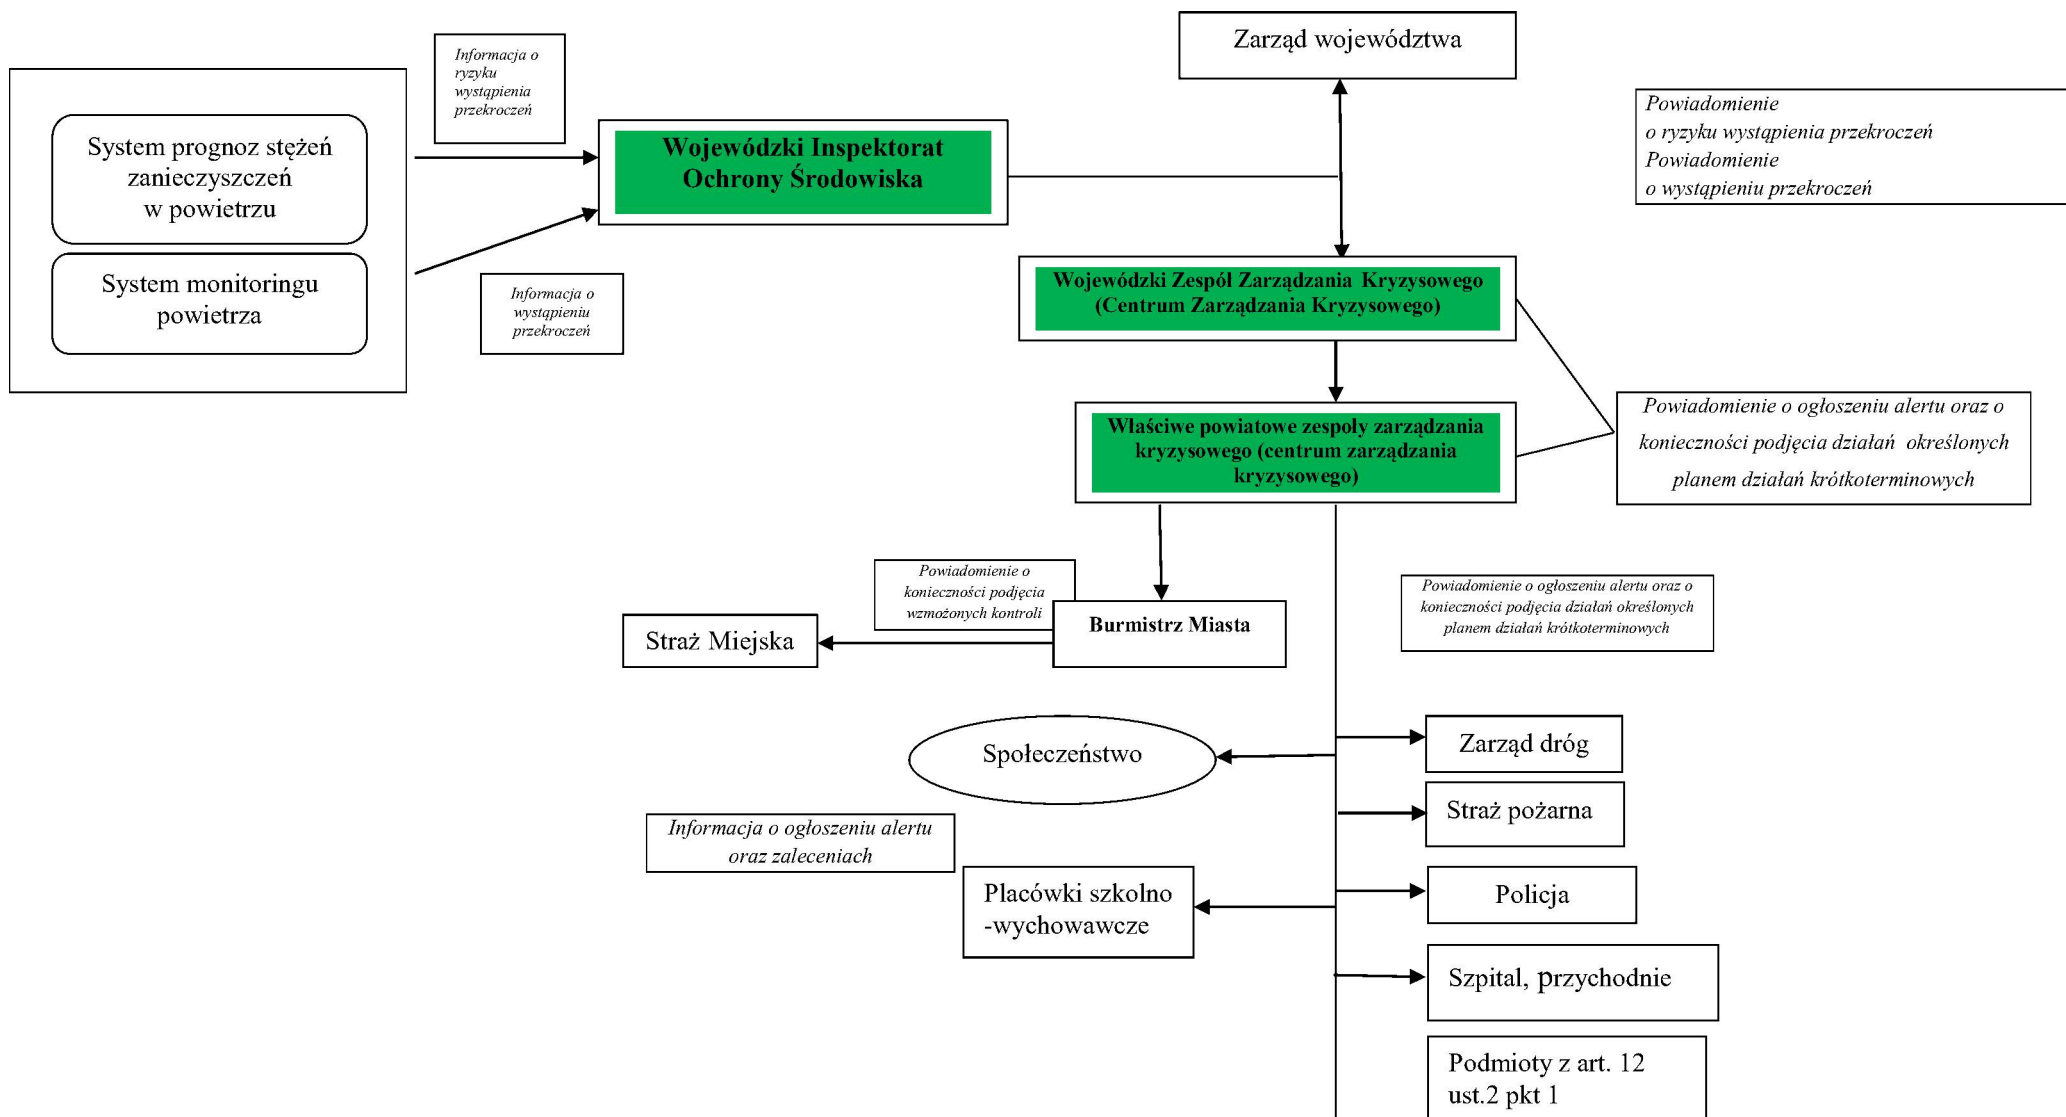 Zarząd województwa
Informacja o
ryzyku
wystąpienia
przekroczeń
Powiadomienie
o ryzyku wystąpienia przekroczeń
Powiadomienie
o wystąpieniu przekroczeń
System prognoz stężeń
zanieczyszczeń
w powietrzu
Wojewódzki Inspektorat
Ochrony Środowiska
System monitoringu
powietrza
Informacja o
wystąpieniu
przekroczeń
Wojewódzki Zespół Zarządzania Kryzysowego
(Centrum Zarządzania Kryzysowego)
Właściwe powiatowe zespoły zarządzania
kryzysowego (centrum zarządzania
kryzysowego)
Powiadomienie o ogłoszeniu alertu oraz o
konieczności podjęcia działań określonych
planem działań krótkoterminowych
Powiadomienie o
konieczności podjęcia
wzmożonych kontroli
Powiadomienie o ogłoszeniu alertu oraz o
konieczności podjęcia działań określonych
planem działań krótkoterminowych
Straż Miejska
Burmistrz Miasta
Społeczeństwo
Zarząd dróg
Straż pożarna
Informacja o ogłoszeniu alertu
oraz zaleceniach
Placówki szkolno
-wychowawcze
Policja
Szpital, przychodnie
Podmioty z art. 12
ust.2 pkt 1